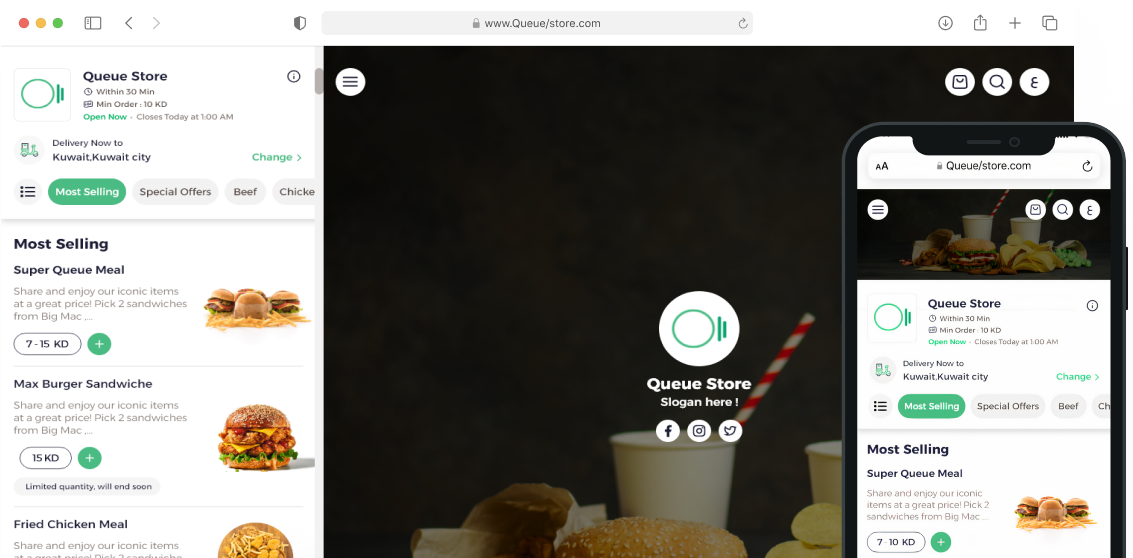 www.Queue/store.com
Queue Store
Within 30 Min
Min Order : 10 KD
Open Now - Closes Today at 1:00 AM
Delivery Now to
Kuwait,Kuwait city
Change >
Most Selling
Special Offers
Beef
Chicke
Most Selling
Super Queue Meal
Share and enjoy our iconic items
at a great price! Pick 2 sandwiches
from Big Mac ,...
7 - 15 KD
+
Max Burger Sandwiche
Share and enjoy our iconic items
at a great price! Pick 2 sandwiches
from Big Mac ,...
15 KD
+
Limited quantity, will end soon
Fried Chicken Meal
Share and enjoy our iconic items
at a great price! Pick 2 sandwiches
ع
Queue Store
Slogan here !
AA
Queue/store.com
ع
Queue Store
Within 30 Min
Min Order : 10 KD
Open Now - Closes Today at 1:00 AM
Delivery Now to
Kuwait,Kuwait city
Change >
Most Selling
Special Offers
Beef
Ch
Most Selling
Super Queue Meal
Share and enjoy our iconic
items at a great price! Pick 2
sandwiches from Big Mac ...
7 - 10 KD
+